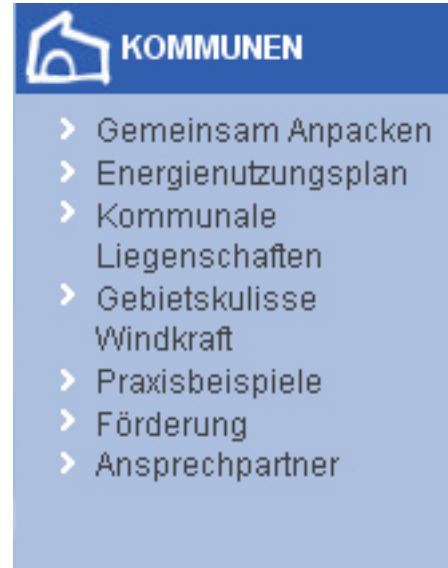 KOMMUNEN
Gemeinsam Anpacken
Energienutzungsplan
Kommunale
Liegenschaften
Gebietskulisse
Windkraft
Praxisbeispiele
Förderung
Ansprechpartner